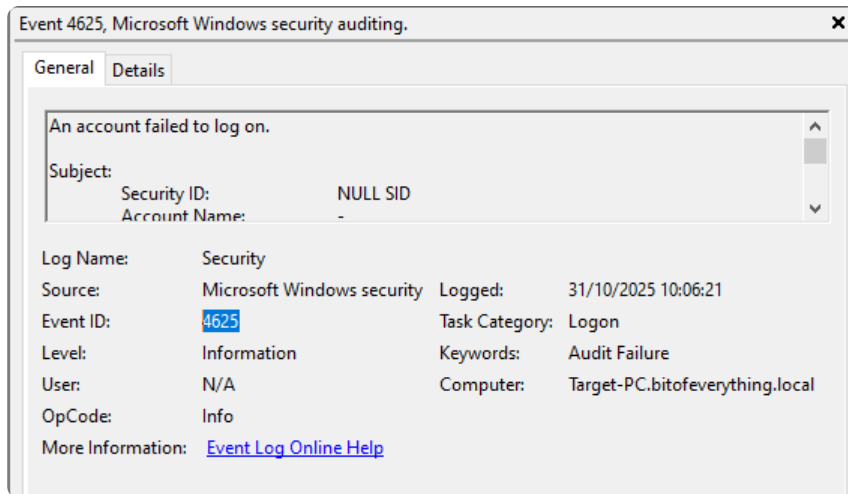 Event 4625, Microsoft Windows security auditing.
General Details
An account failed to log on.
Subject:
Security ID: NULL SID
Account Name: -
Log Name: Security
Source: Microsoft Windows security Logged: 31/10/2025 10:06:21
Event ID: 4625 Task Category: Logon
Level: Information Keywords: Audit Failure
User: N/A Computer: Target-PC.bitofeverything.local
OpCode: Info
More Information: Event Log Online Help